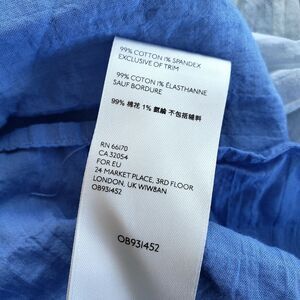 99% COTTON 1% SPANDEX
EXCLUSIVE OF TRIM
99% COTON 1% ÉLASTHANNE
SAUF BORDURE
99% 棉花 1% 氨綸 不包括辅料
RN 66170
CA 32054
FOR EU
24 MARKET PLACE, 3RD FLOOR
LONDON, UK W1W8AN
OB931452
OB931452